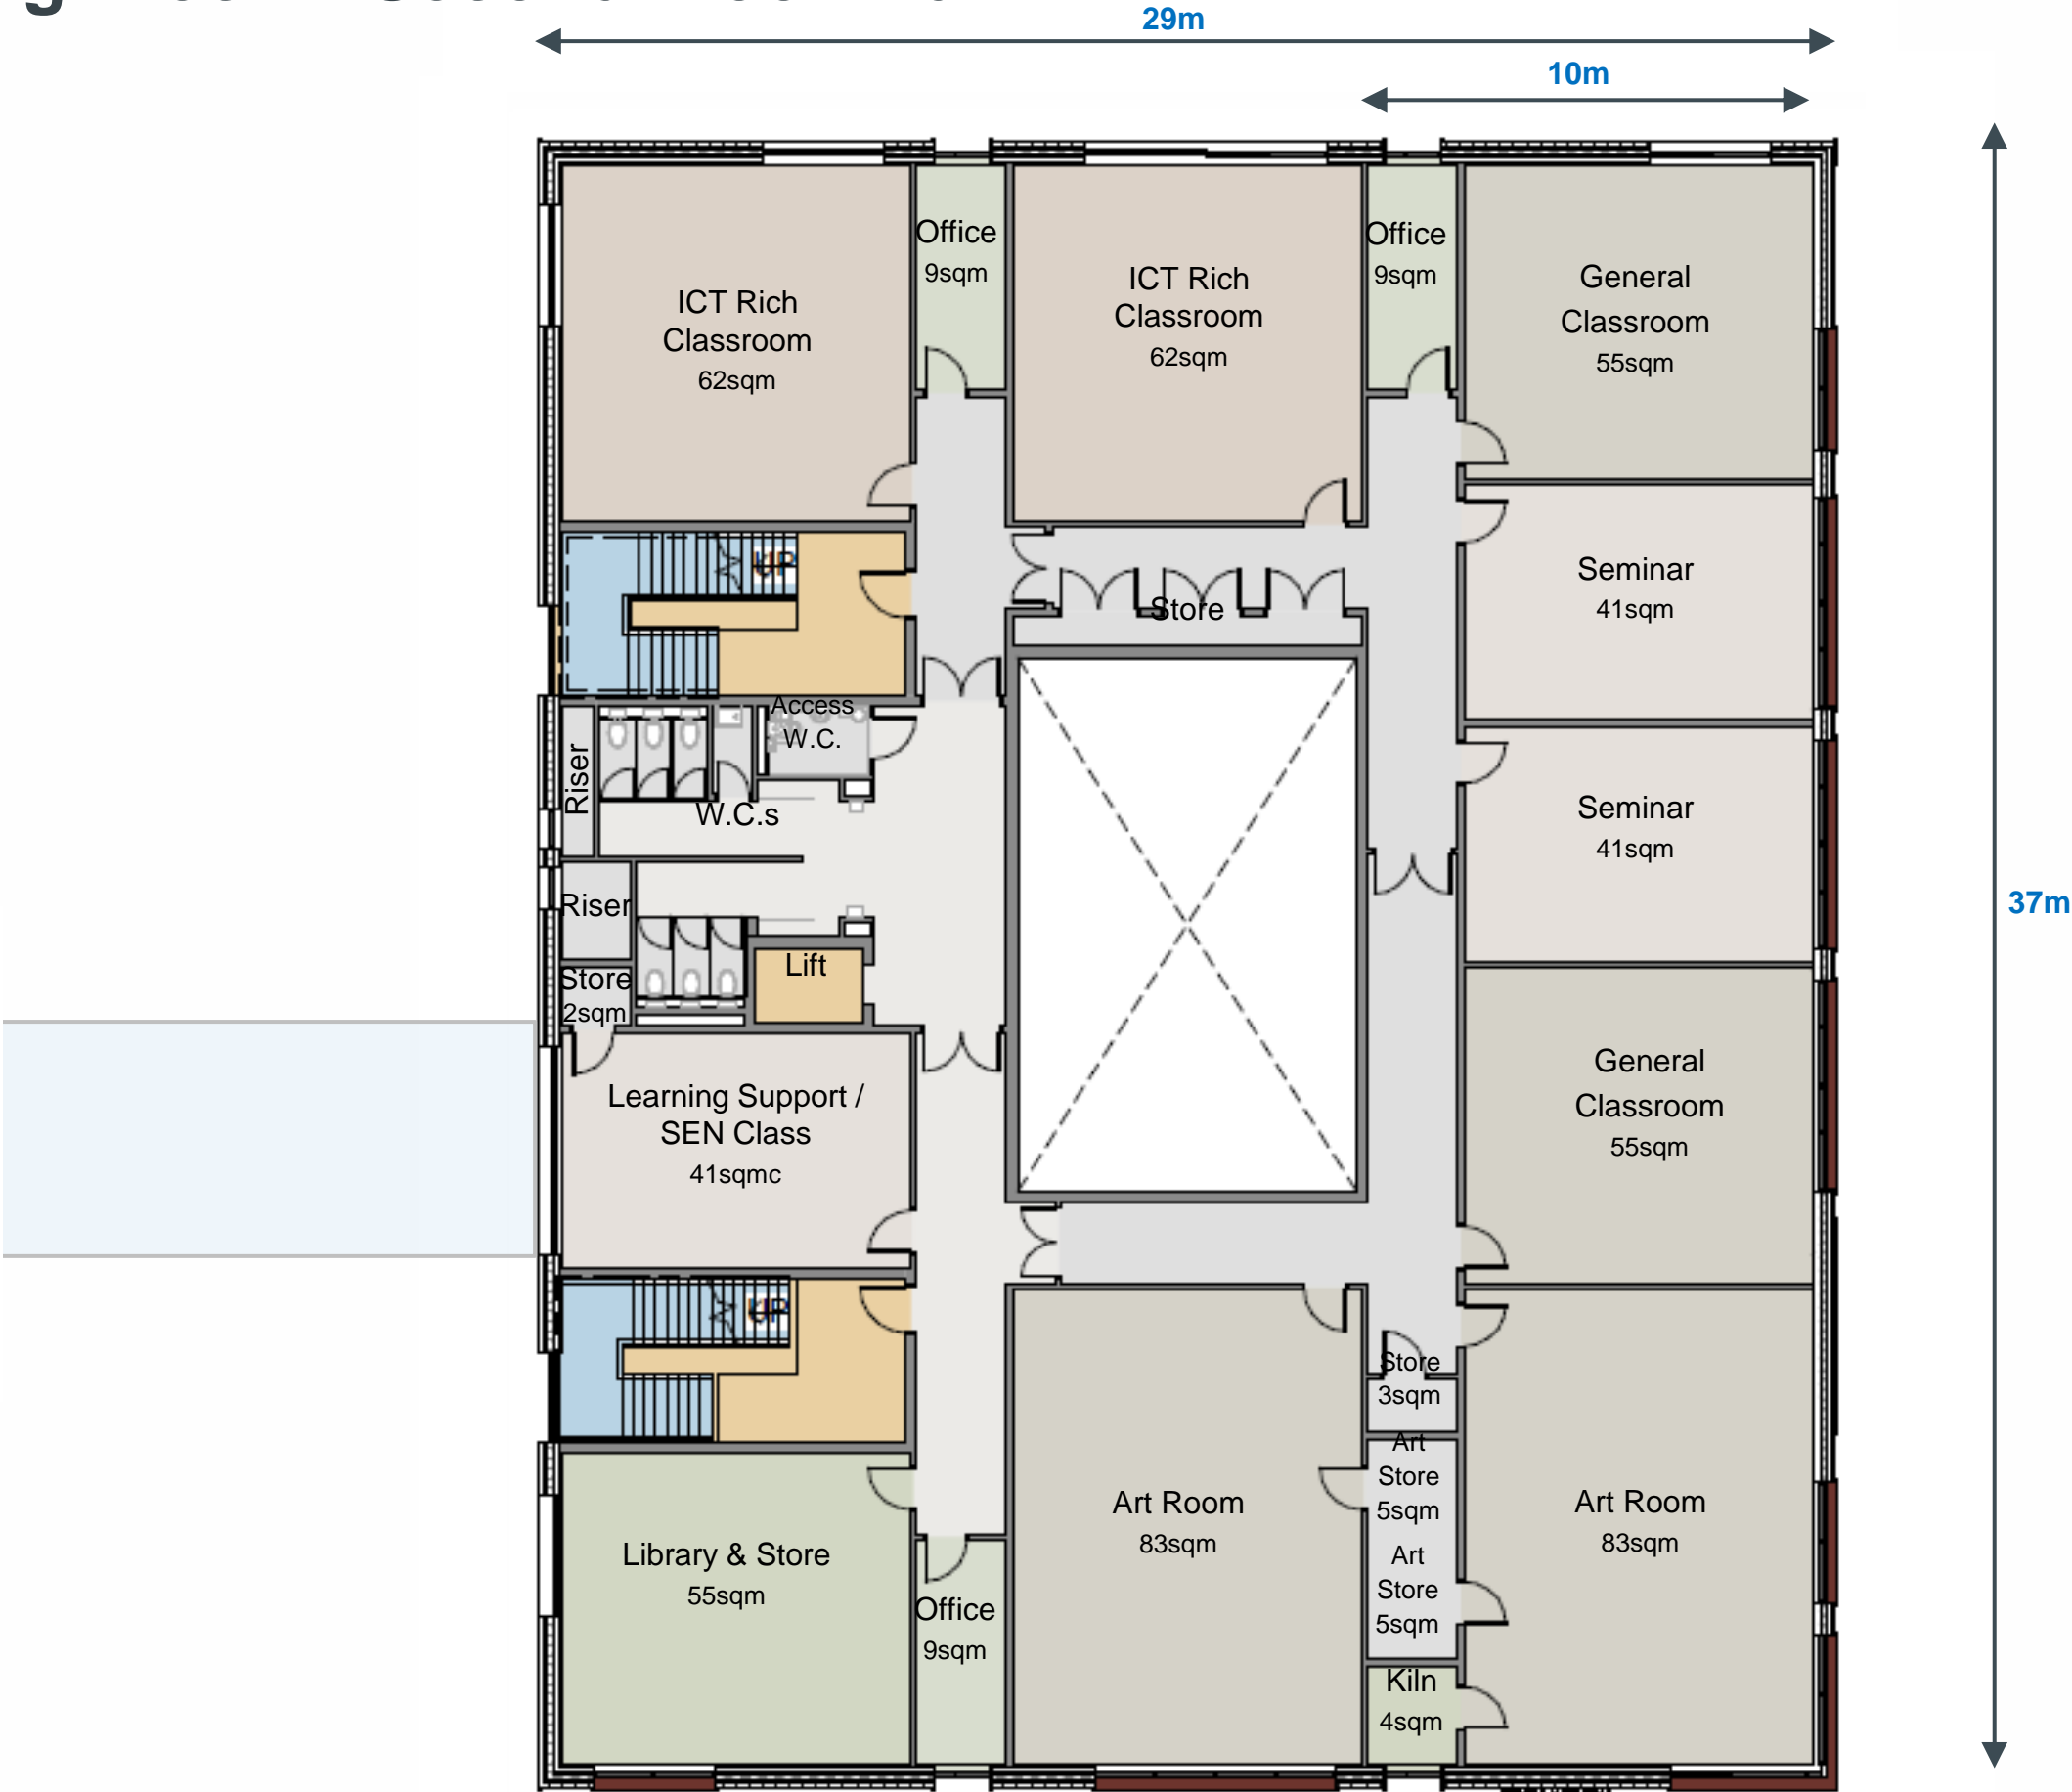 29m
10m
Office
9sqm
Office
9sqm
ICT Rich
Classroom
62sqm
ICT Rich
Classroom
62sqm
General
Classroom
55sqm
UP
Seminar
41sqm
Store
Access
W.C.
Riser
W.C.s
Seminar
41sqm
37m
Riser
Lift
Store
2sqm
Learning Support /
SEN Class
41sqmc
General
Classroom
55sqm
UP
Store
3sqm
Art
Store
5sqm
Art Room
83sqm
Art Room
83sqm
Library & Store
55sqm
Art
Store
5sqm
Office
9sqm
Kiln
4sqm